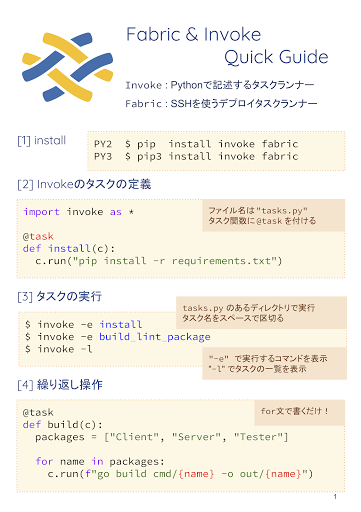 Fabric & Invoke
Quick Guide
Invoke : Pythonで記述するタスクランナー
Fabric : SSHを使うデプロイタスクランナー
[1] install
PY2 $ pip install invoke fabric
PY3 $ pip3 install invoke fabric
[2] Invokeのタスクの定義
import invoke as *
ファイル名は "tasks.py"
タスク関数に @task を付ける
@task
def install(c):
c.run("pip install -r requirements.txt")
[3] タスクの実行
tasks.py のあるディレクトリで実行
タスク名をスペースで区切る
$ invoke -e install
$ invoke -e build_lint_package
$ invoke -l
"-e" で実行するコマンドを表示
"-l" でタスクの一覧を表示
[4] 繰り返し操作
@task
for文で書くだけ！
def build(c):
packages = ["Client", "Server", "Tester"]
for name in packages:
c.run(f"go build cmd/{name} -o out/{name}")
1